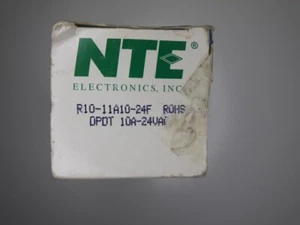 NTE®
ELECTRONICS, INC.
R10-11A10-24F ROHS
DPDT 10A-24VAC